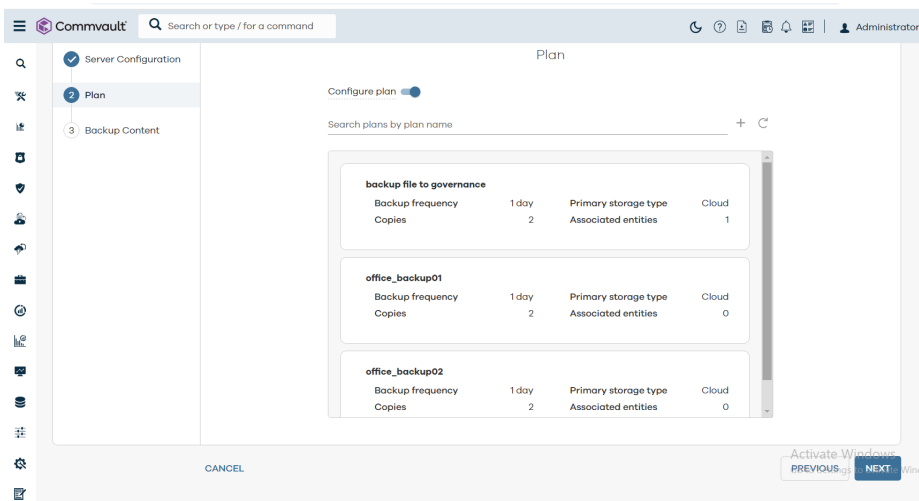 Commvault
Search or type / for a command
Administrator
Server Configuration
2 Plan
3 Backup Content
Plan
Configure plan
Search plans by plan name
backup file to governance
Backup frequency 1 day Primary storage type Cloud
Copies 2 Associated entities 1
office_backup01
Backup frequency 1 day Primary storage type Cloud
Copies 2 Associated entities 0
office_backup02
Backup frequency 1 day Primary storage type Cloud
Copies 2 Associated entities 0
Activate Windows
CANCEL
PREVIOUS
NEXT